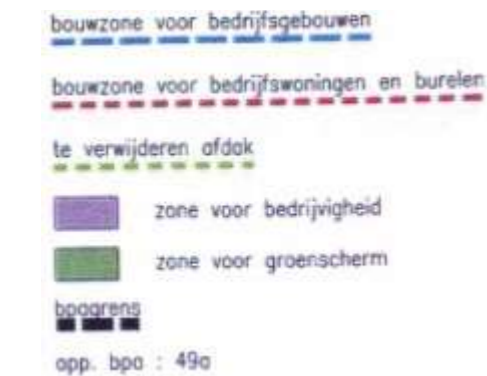 bouwzone voor bedrijfsgebouwen
bouwzone voor bedrijfswoningen en burelen
te verwijderen afdak
zone voor bedrijvigheid
zone voor groenscherm
bpagrens
opp. bpa : 49a